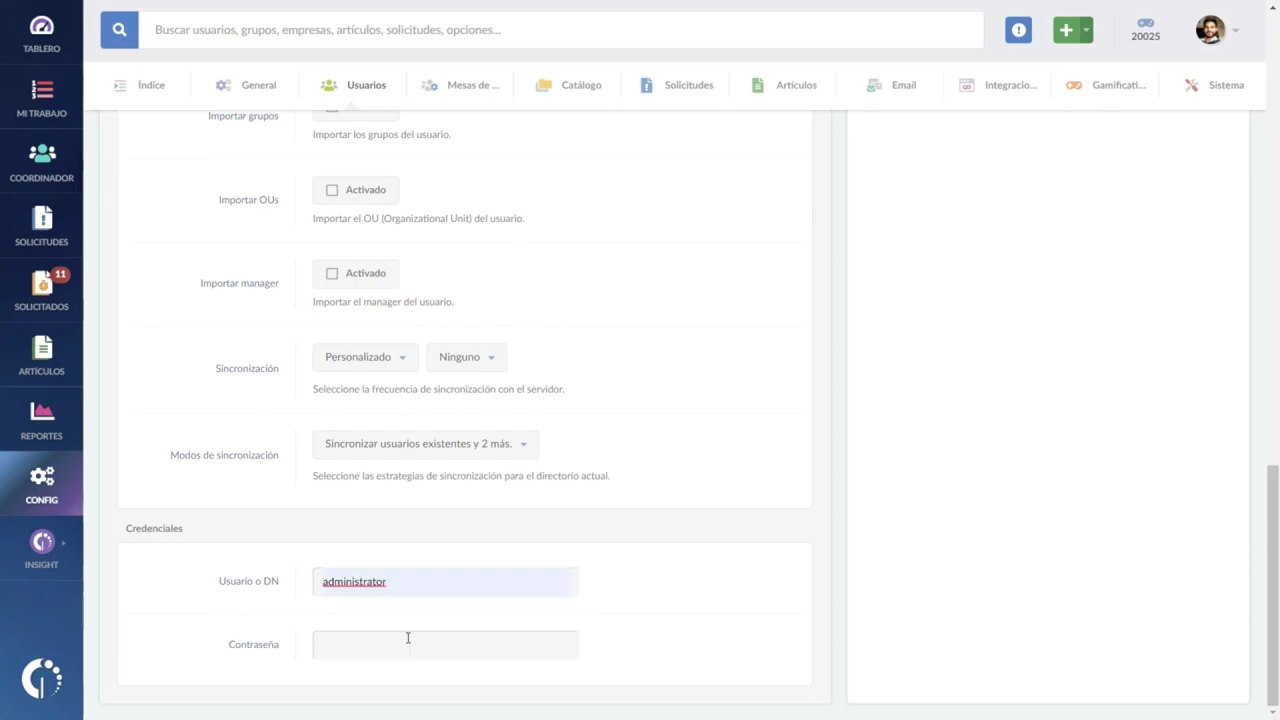 Buscar usuarios, grupos, empresas, artículos, solicitudes, opciones...
20025
TABLERO
MI TRABAJO
COORDINADOR
SOLICITUDES
11
SOLICITADOS
ARTÍCULOS
REPORTES
CONFIG
INSIGHT
Índice
General
Usuarios
Mesas de ...
Catálogo
Solicitudes
Artículos
Email
Integracio...
Gamificati...
Sistema
Importar grupos
Importar los grupos del usuario.
Importar OUs
Activado
Importar el OU (Organizational Unit) del usuario.
Importar manager
Activado
Importar el manager del usuario.
Sincronización
Personalizado
Ninguno
Seleccione la frecuencia de sincronización con el servidor.
Modos de sincronización
Sincronizar usuarios existentes y 2 más.
Seleccione las estrategias de sincronización para el directorio actual.
Credenciales
Usuario o DN
administrator
Contraseña